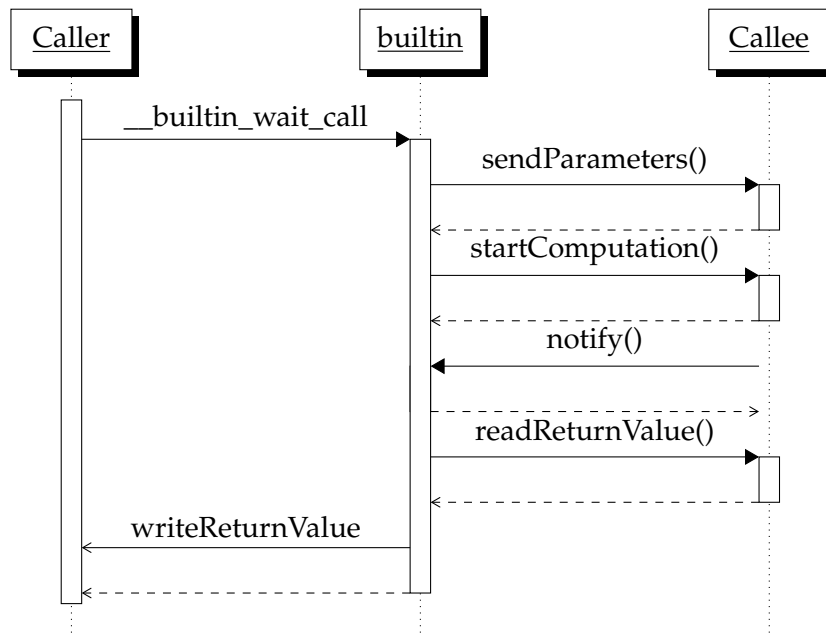 Caller
builtin
Callee
__builtin_wait_call
sendParameters()
startComputation()
notify()
readReturnValue()
writeReturnValue